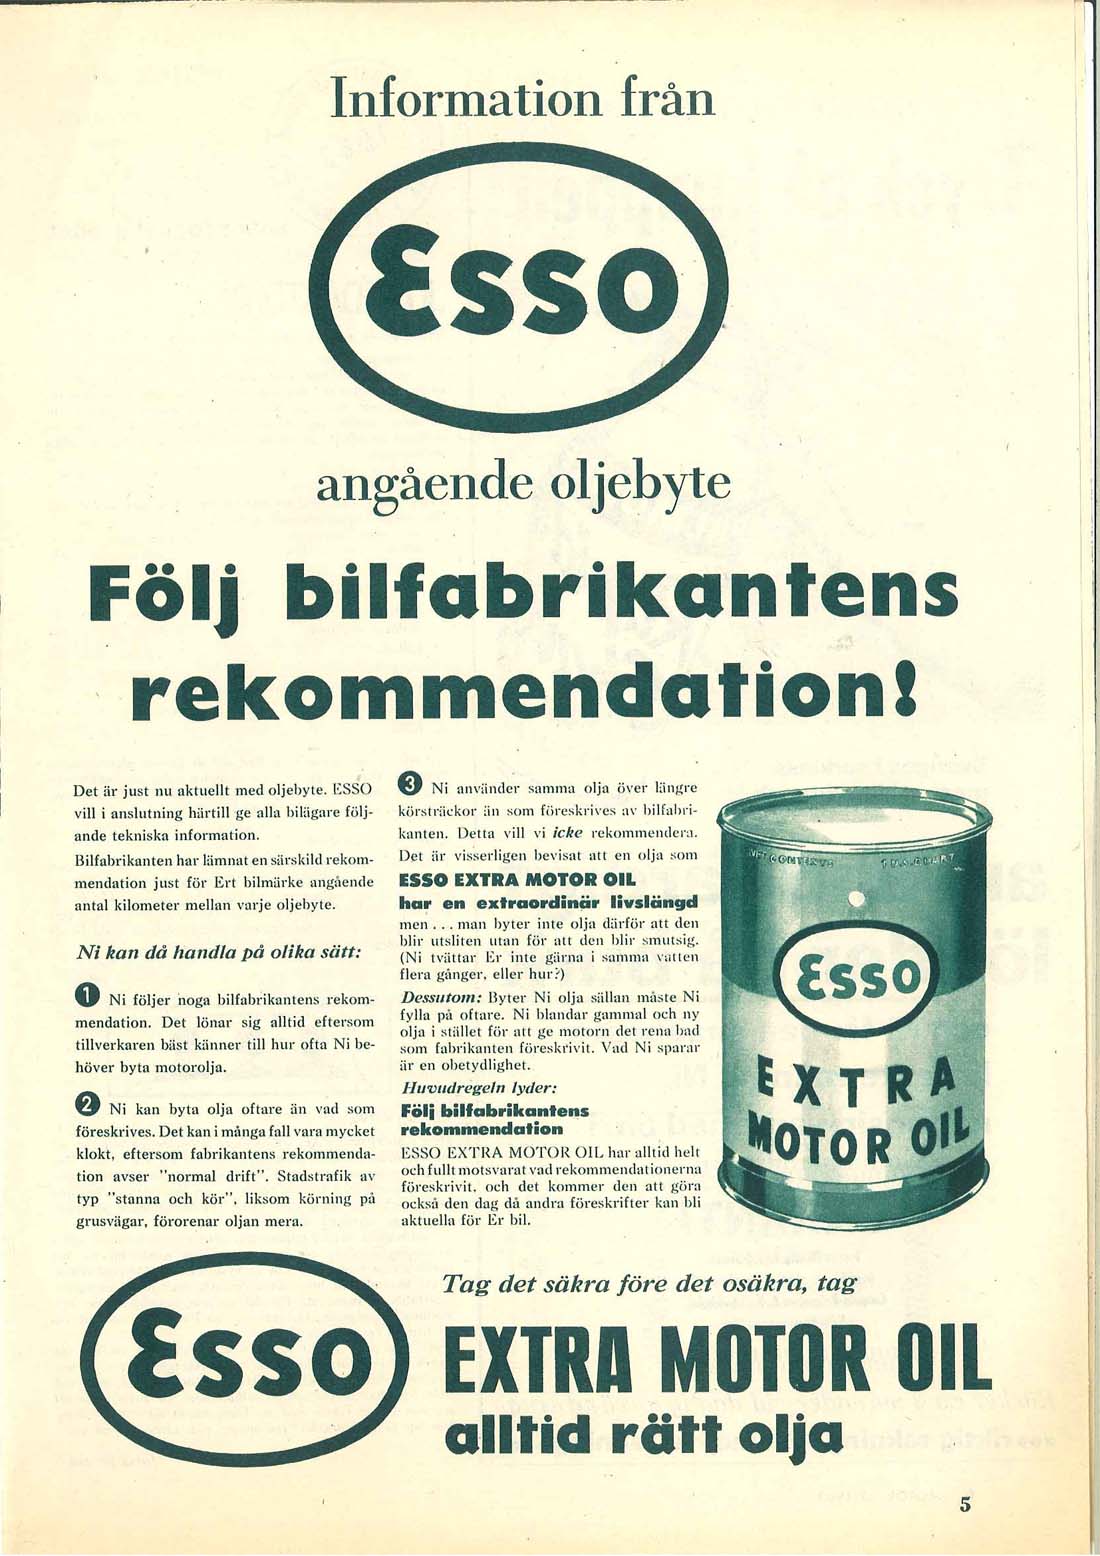 Information från
Esso
angående oljebyte
Följ bilfabrikantens
rekommendation!
Det är just nu aktuellt med oljebyte. ESSO
vill i anslutning härtill ge alla bilägare följ-
ande tekniska information.
Bilfabrikanten har lämnat en särskild rekom-
mendation just för Ert bilmärke angående
antal kilometer mellan varje oljebyte.
Ni kan då handla på olika sätt:
1 Ni följer noga bilfabrikantens rekom-
mendation. Det lönar sig alltid eftersom
tillverkaren bäst känner till hur ofta Ni be-
höver byta motorolja.
2 Ni kan byta olja oftare än vad som
föreskrives. Det kan i många fall vara mycket
klokt, eftersom fabrikantens rekommenda-
tion avser "normal drift". Stadstrafik av
typ "stanna och kör", liksom körning på
grusvägar, förorenar oljan mera.
3 Ni använder samma olja över längre
körsträckor än som föreskrives av bilfabri-
kanten. Detta vill vi icke rekommendera.
Det är visserligen bevisat att en olja som
ESSO EXTRA MOTOR OIL
har en extraordinär livslängd
men . . . man byter inte olja därför att den
blir utsliten utan för att den blir smutsig.
(Ni tvättar Er inte gärna i samma vatten
flera gånger, eller hur?)
Dessutom: Byter Ni olja sällan måste Ni
fylla på oftare. Ni blandar gammal och ny
olja i stället för att ge motorn det rena bad
som fabrikanten föreskrivit. Vad Ni sparar
är en obetydlighet.
Huvudregeln lyder:
Följ bilfabrikantens
rekommendation
ESSO EXTRA MOTOR OIL har alltid helt
och fullt motsvarat vad rekommendationerna
föreskrivit, och det kommer den att göra
också den dag då andra föreskrifter kan bli
aktuella för Er bil.
Esso
EXTRA
MOTOR OIL
Esso
Tag det säkra före det osäkra, tag
EXTRA MOTOR OIL
alltid rätt olja
5